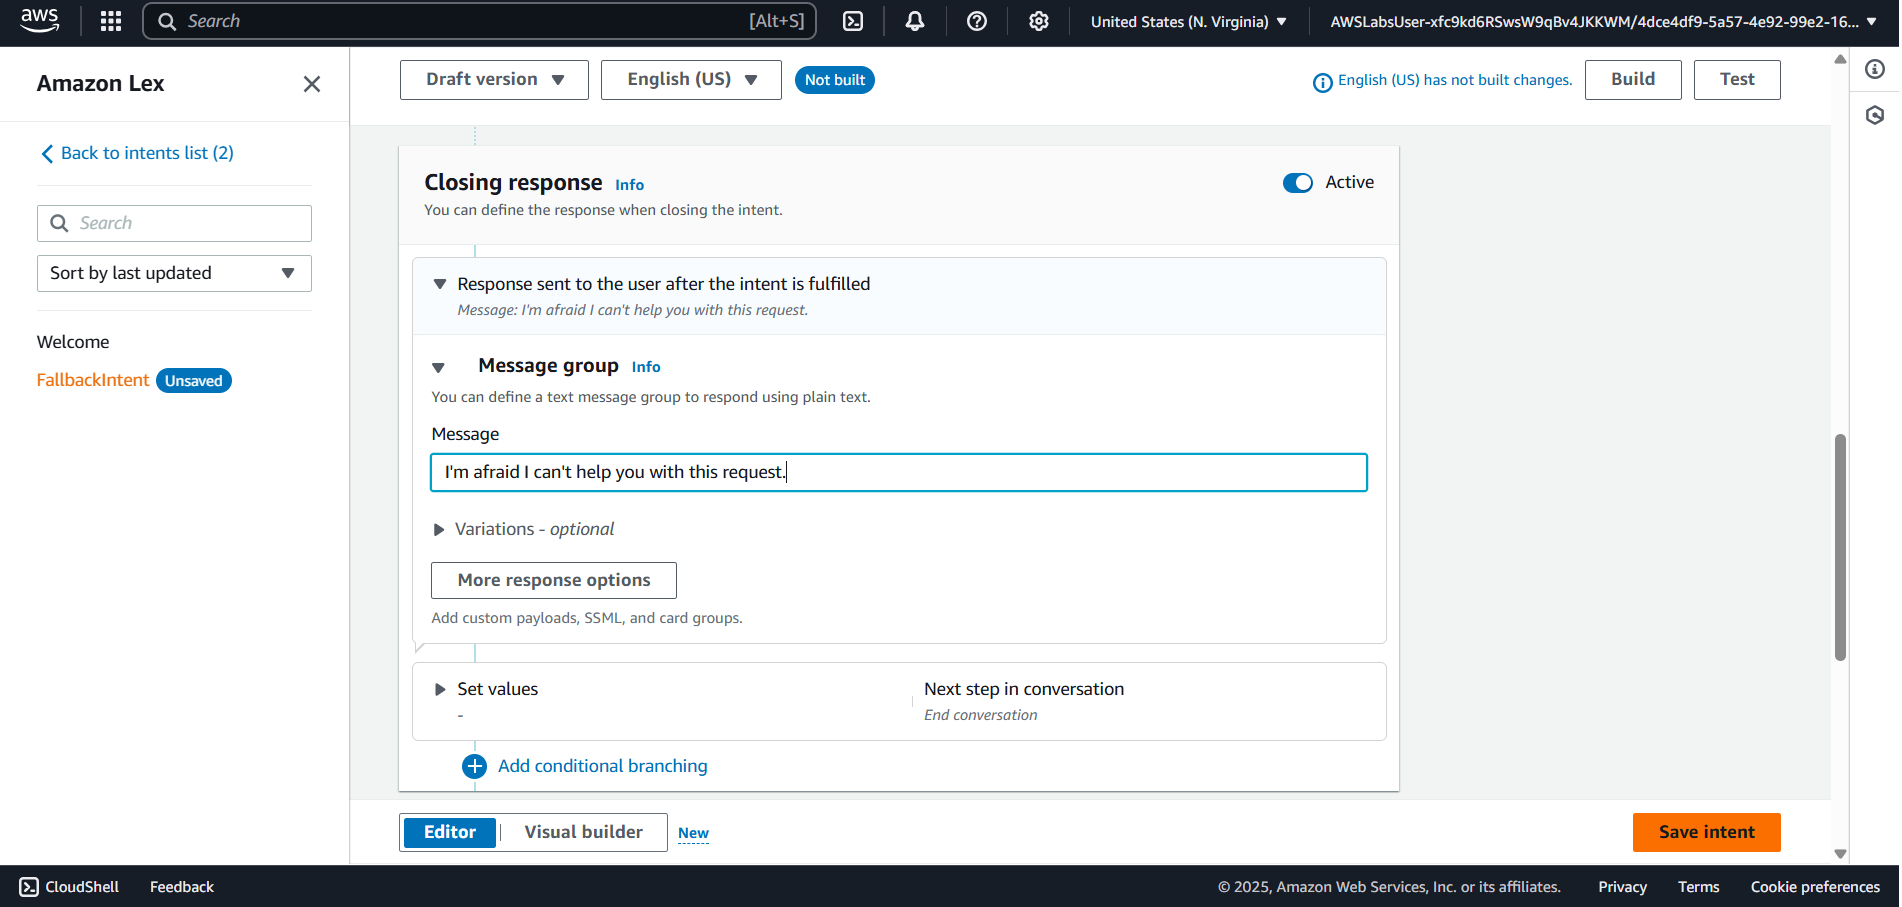 aws
Search [Alt+S]
United States (N. Virginia)
AWSLabsUser-xfc9kd6RSwsW9qBv4JKKWM/4dce4df9-5a57-4e92-99e2-16...
Amazon Lex
Back to intents list (2)
Search
Sort by last updated
Welcome
FallbackIntent Unsaved
Draft version
English (US)
Not built
English (US) has not built changes.
Build
Test
Closing response Info
Active
You can define the response when closing the intent.
Response sent to the user after the intent is fulfilled
Message: I'm afraid I can't help you with this request.
Message group Info
You can define a text message group to respond using plain text.
Message
I'm afraid I can't help you with this request.
Variations - optional
More response options
Add custom payloads, SSML, and card groups.
Set values
-
Next step in conversation
End conversation
Add conditional branching
Editor
Visual builder
New
Save intent
CloudShell
Feedback
© 2025, Amazon Web Services, Inc. or its affiliates.
Privacy
Terms
Cookie preferences